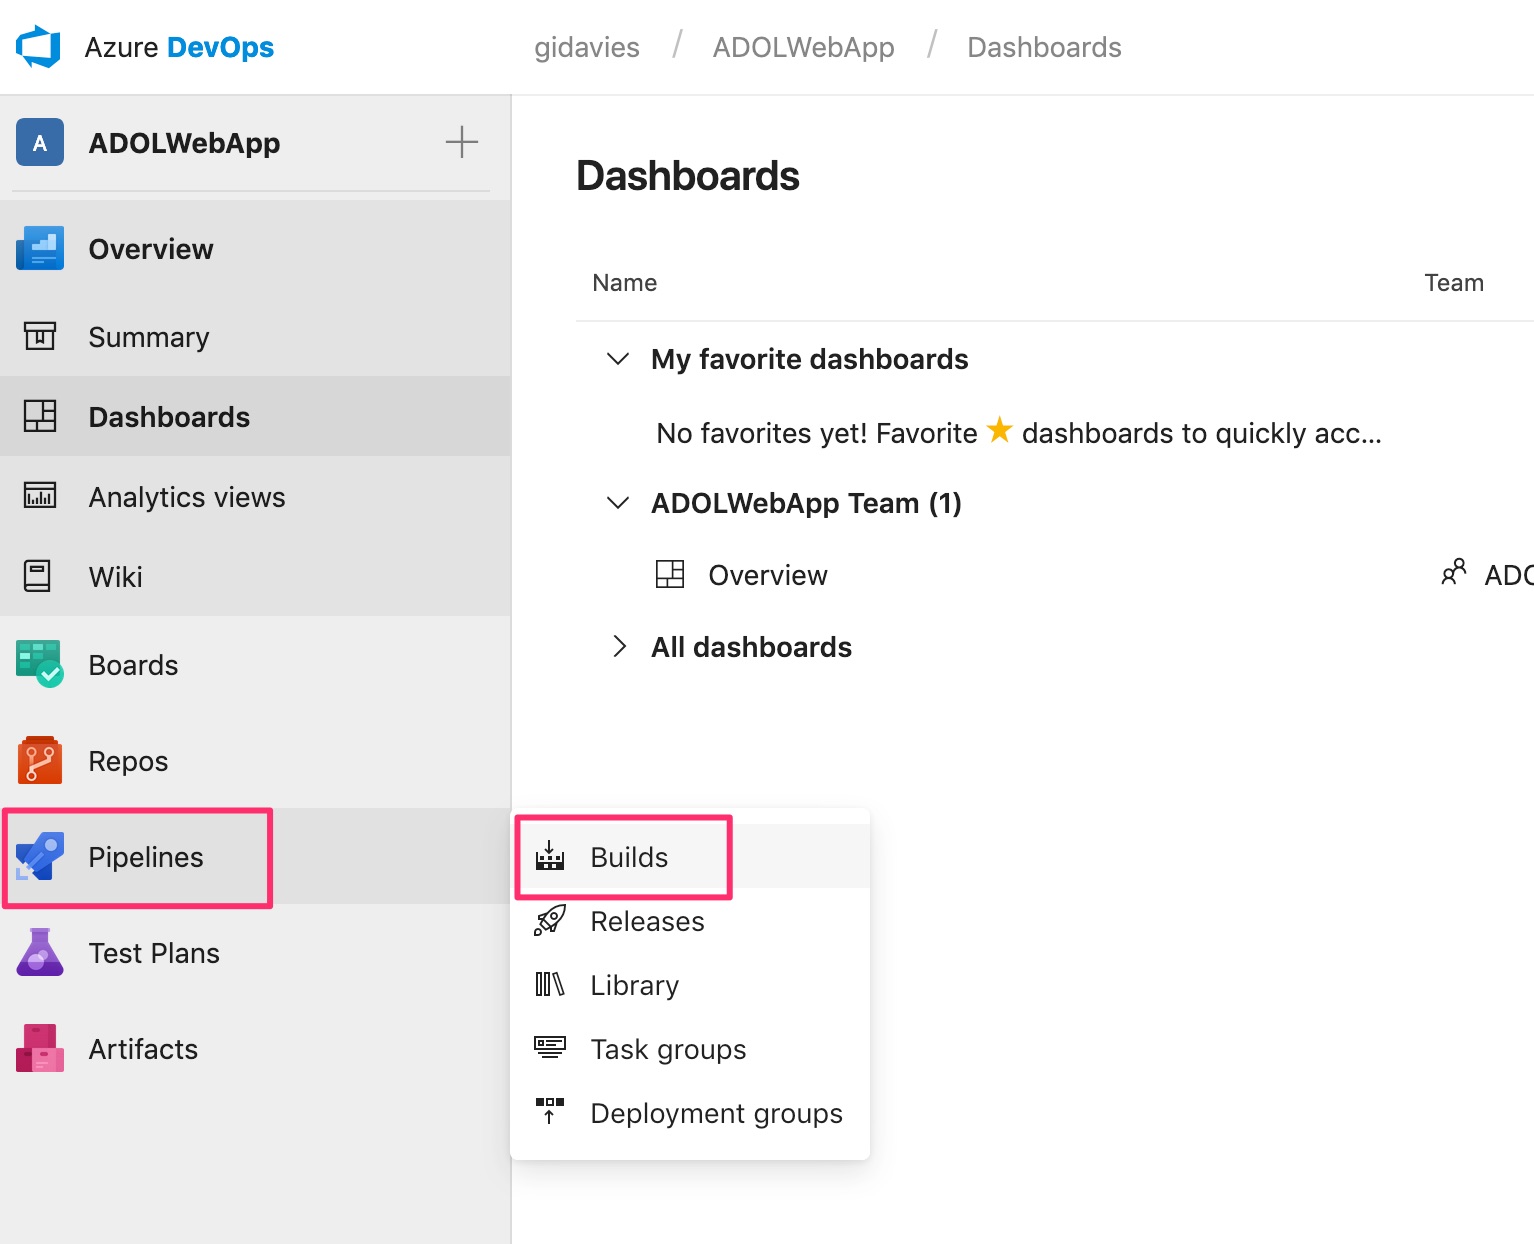 Azure DevOps
gidavies / ADOLWebApp / Dashboards
A ADOLWebApp
Overview
Summary
Dashboards
Analytics views
Wiki
Boards
Repos
Pipelines
Test Plans
Artifacts
Dashboards
Name Team
My favorite dashboards
No favorites yet! Favorite ★ dashboards to quickly acc...
ADOLWebApp Team (1)
Overview ADO
All dashboards
Builds
Releases
Library
Task groups
Deployment groups